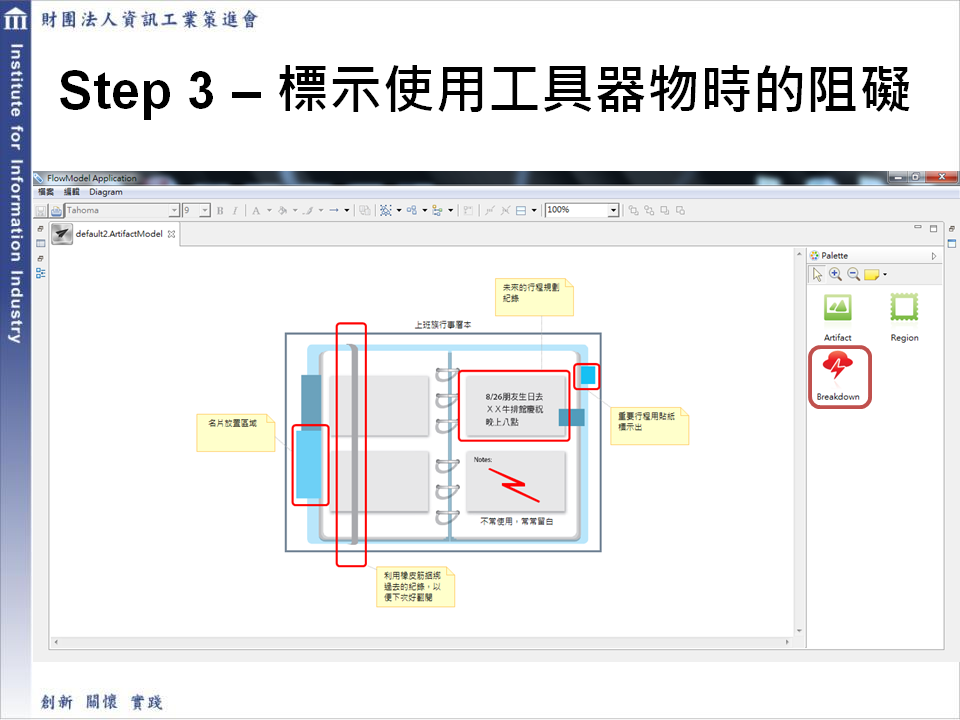 財團法人資訊工業策進會
Institute for Information Industry
Step 3 – 標示使用工具器物時的阻礙
FlowModel Application
檔案 編輯 Diagram
Tahoma 9 B I A 100%
default2.ArtifactModel
Palette
Artifact Region
Breakdown
未來的行程規劃
紀錄
上班族行事曆本
8/26朋友生日去
XX牛排館慶祝
晚上八點
重要行程用貼紙
標示出
名片放置區域
Notes:
不常使用，常常留白
利用橡皮筋綑綁
過去的紀錄，以
便下次好翻開
創新 關懷 實踐